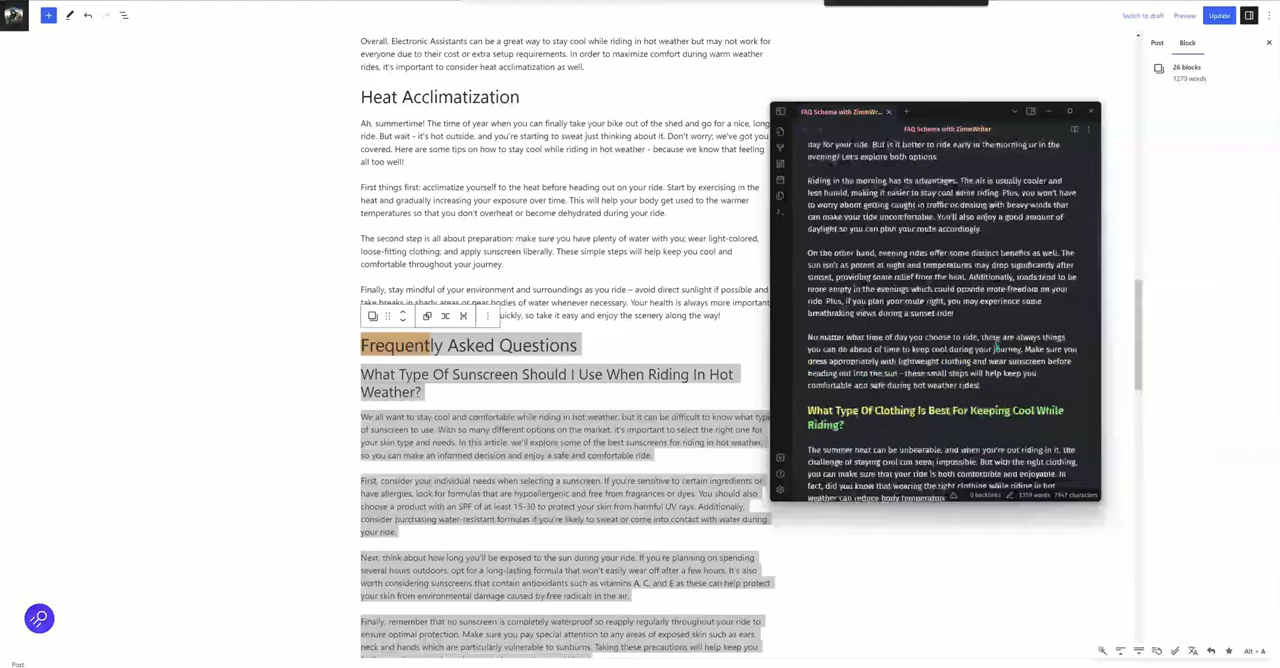 Switch to draft
Preview
Update
Overall, Electronic Assistants can be a great way to stay cool while riding in hot weather but may not work for
everyone due to their cost or extra setup requirements. In order to maximize comfort during warm weather
rides, it's important to consider heat acclimatization as well.
Heat Acclimatization
Ah, summertime! The time of year when you can finally take your bike out of the shed and go for a nice, long
ride. But wait - it's hot outside, and you're starting to sweat just thinking about it. Don't worry; we've got you
covered. Here are some tips on how to stay cool while riding in hot weather - because we know that feeling
all too well!
First things first: acclimatize yourself to the heat before heading out on your ride. Start by exercising in the
heat and gradually increasing your exposure over time. This will help your body get used to the warmer
temperatures so that you don't overheat or become dehydrated during your ride.
The second step is all about preparation: make sure you have plenty of water with you; wear light-colored,
loose-fitting clothing; and apply sunscreen liberally. These simple steps will help keep you cool and
comfortable throughout your journey.
Finally, stay mindful of your environment and surroundings as you ride – avoid direct sunlight if possible and
take breaks in shady areas or near bodies of water whenever necessary. Your health is always more important
quickly, so take it easy and enjoy the scenery along the way!
Frequently Asked Questions
What Type Of Sunscreen Should I Use When Riding In Hot
Weather?
We all want to stay cool and comfortable while riding in hot weather, but it can be difficult to know what type
of sunscreen to use. With so many different options on the market, it's important to select the right one for
your skin type and needs. In this article, we'll explore some of the best sunscreens for riding in hot weather,
so you can make an informed decision and enjoy a safe and comfortable ride.
First, consider your individual needs when selecting a sunscreen. If you're sensitive to certain ingredients or
have allergies, look for formulas that are hypoallergenic and free from fragrances or dyes. You should also
choose a product with an SPF of at least 15-30 to protect your skin from harmful UV rays. Additionally,
consider purchasing water-resistant formulas if you're likely to sweat or come into contact with water during
your ride.
Next, think about how long you'll be exposed to the sun during your ride. If you're planning on spending
several hours outdoors, opt for a long-lasting formula that won't easily wear off after a few hours. It's also
worth considering sunscreens that contain antioxidants such as vitamins A, C, and E as these can help protect
your skin from environmental damage caused by free radicals in the air.
Finally, remember that no sunscreen is completely waterproof so reapply regularly throughout your ride to
ensure optimal protection. Make sure you pay special attention to any areas of exposed skin such as ears,
neck and hands which are particularly vulnerable to sunburns. Taking these precautions will help keep you
FAQ Schema with ZimmWr...
FAQ Schema with ZimmWriter
day for your ride. But is it better to ride early in the morning or in the
evening? Let's explore both options.
Riding in the morning has its advantages. The air is usually cooler and
less humid, making it easier to stay cool while riding. Plus, you won't have
to worry about getting caught in traffic or dealing with heavy winds that
can make your ride uncomfortable. You'll also enjoy a good amount of
daylight so you can plan your route accordingly.
On the other hand, evening rides offer some distinct benefits as well. The
sun isn't as potent at night and temperatures may drop significantly after
sunset, providing some relief from the heat. Additionally, roads tend to be
more empty in the evenings which could provide more freedom on your
ride. Plus, if you plan your route right, you may experience some
breathtaking views during a sunset ride!
No matter what time of day you choose to ride, there are always things
you can do ahead of time to keep cool during your journey. Make sure you
dress appropriately with lightweight clothing and wear sunscreen before
heading out into the sun – these small steps will help keep you
comfortable and safe during hot weather rides!
What Type Of Clothing Is Best For Keeping Cool While
Riding?
The summer heat can be unbearable, and when you're out riding in it, the
challenge of staying cool can seem impossible. But with the right clothing,
you can make sure that your ride is both comfortable and enjoyable. In
fact, did you know that wearing the right clothing while riding in hot
weather can reduce body temperature
0 backlinks
1359 words
7947 characters
Post
Block
26 blocks
1270 words
Alt + A
Post